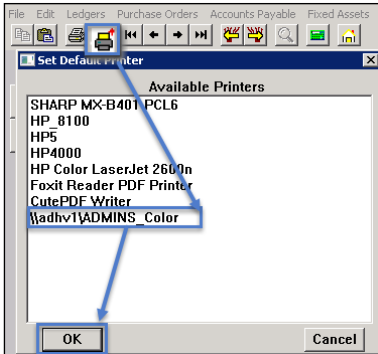 File Edit Ledgers Purchase Orders Accounts Payable Fixed Assets
Set Default Printer
Available Printers
SHARP MX-B401 PCL6
HP_8100
HP5
HP4000
HP Color LaserJet 2600n
Foxit Reader PDF Printer
CutePDF Writer
\\adhv1\ADMINS_Color
OK Cancel